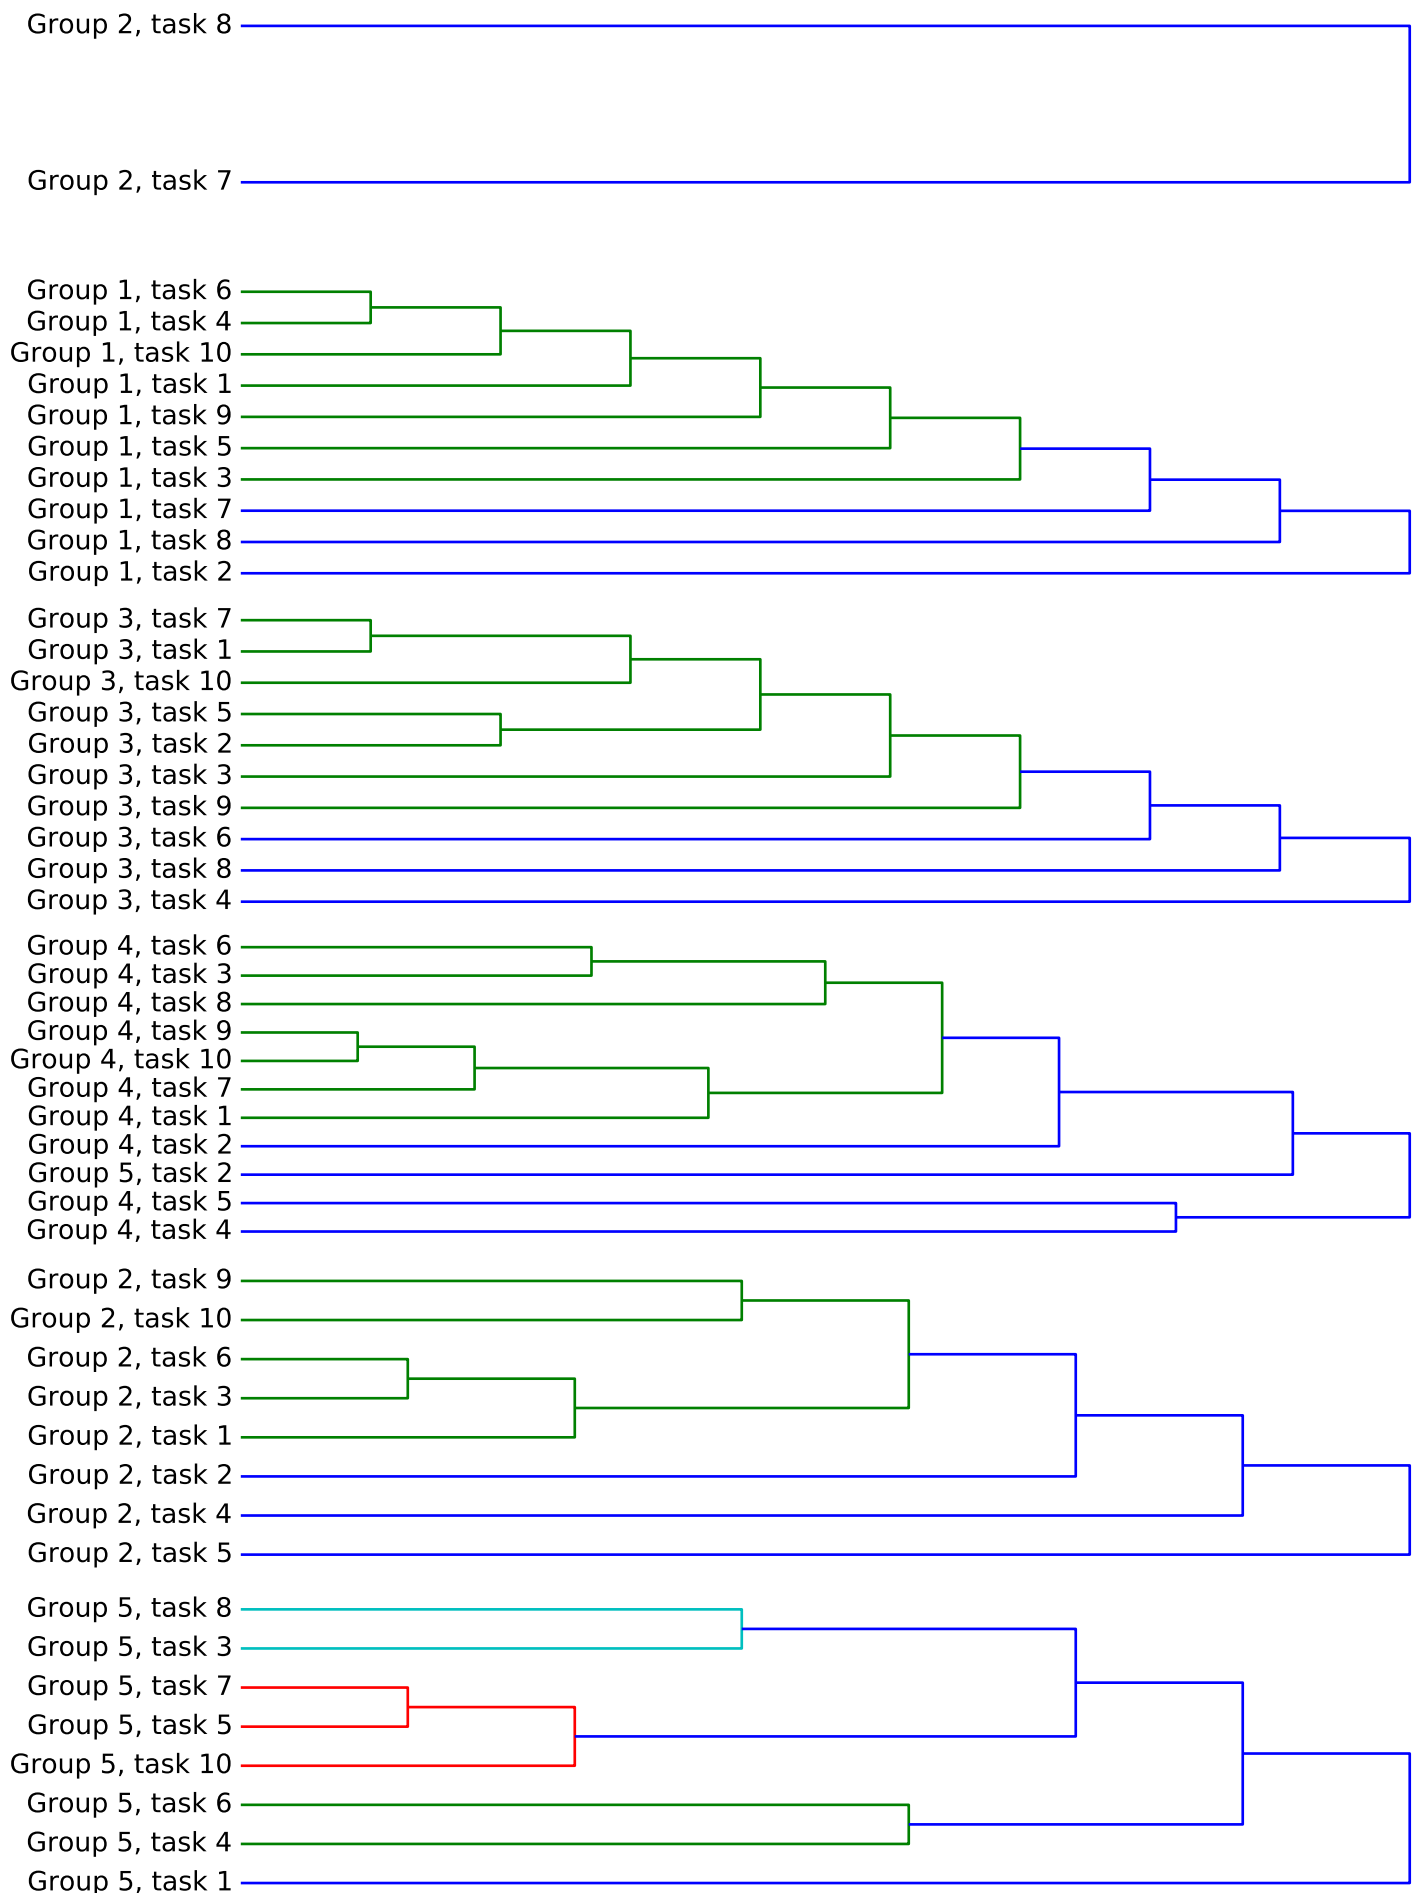 Group 2, task 8
Group 2, task 7
Group 1, task 6
Group 1, task 4
Group 1, task 10
Group 1, task 1
Group 1, task 9
Group 1, task 5
Group 1, task 3
Group 1, task 7
Group 1, task 8
Group 1, task 2
Group 3, task 7
Group 3, task 1
Group 3, task 10
Group 3, task 5
Group 3, task 2
Group 3, task 3
Group 3, task 9
Group 3, task 6
Group 3, task 8
Group 3, task 4
Group 4, task 6
Group 4, task 3
Group 4, task 8
Group 4, task 9
Group 4, task 10
Group 4, task 7
Group 4, task 1
Group 4, task 2
Group 5, task 2
Group 4, task 5
Group 4, task 4
Group 2, task 9
Group 2, task 10
Group 2, task 6
Group 2, task 3
Group 2, task 1
Group 2, task 2
Group 2, task 4
Group 2, task 5
Group 5, task 8
Group 5, task 3
Group 5, task 7
Group 5, task 5
Group 5, task 10
Group 5, task 6
Group 5, task 4
Group 5, task 1